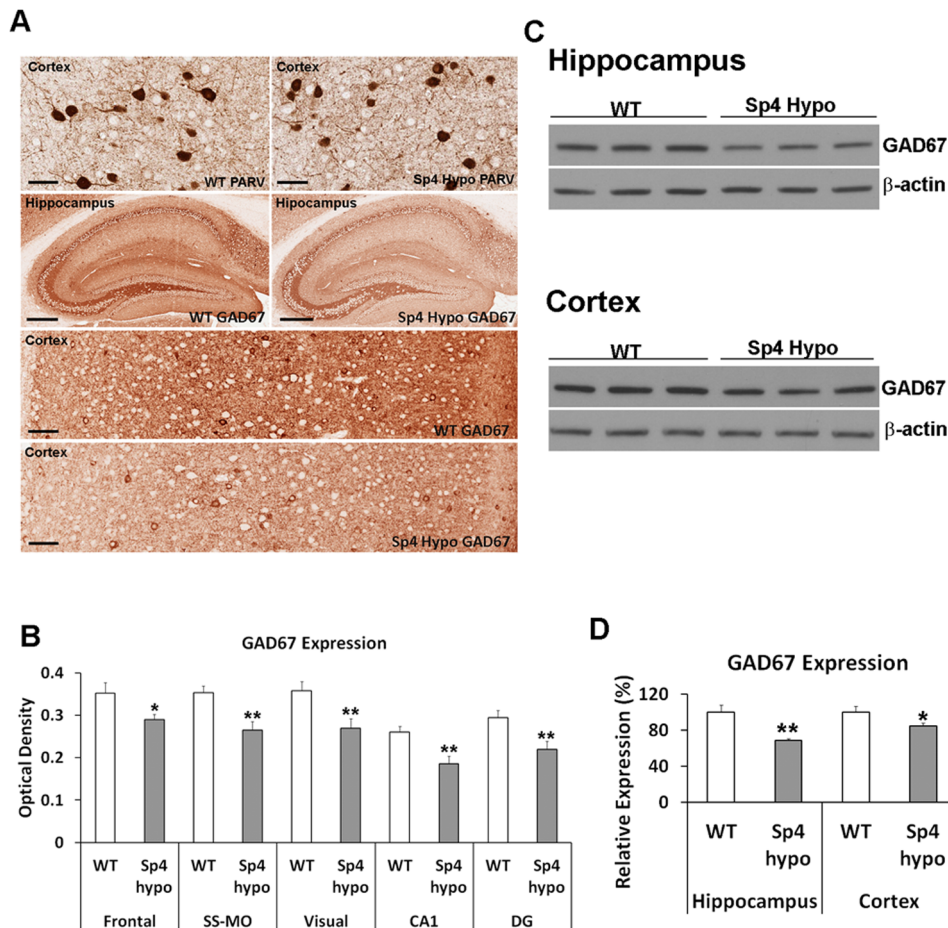 A
Cortex
WT PARV
Cortex
Sp4 Hypo PARV
Hippocampus
WT GAD67
Hipocampus
Sp4 Hypo GAD67
Cortex
WT GAD67
Cortex
Sp4 Hypo GAD67
B
GAD67 Expression
Optical Density
0.4
0.3
0.2
0.1
0
*
**
**
**
**
WT
Sp4 hypo
WT
Sp4 hypo
WT
Sp4 hypo
WT
Sp4 hypo
WT
Sp4 hypo
Frontal
SS-MO
Visual
CA1
DG
C
Hippocampus
WT
Sp4 Hypo
GAD67
β-actin
Cortex
WT
Sp4 Hypo
GAD67
β-actin
D
GAD67 Expression
Relative Expression (%)
120
80
40
0
**
*
WT
Sp4 hypo
WT
Sp4 hypo
Hippocampus
Cortex